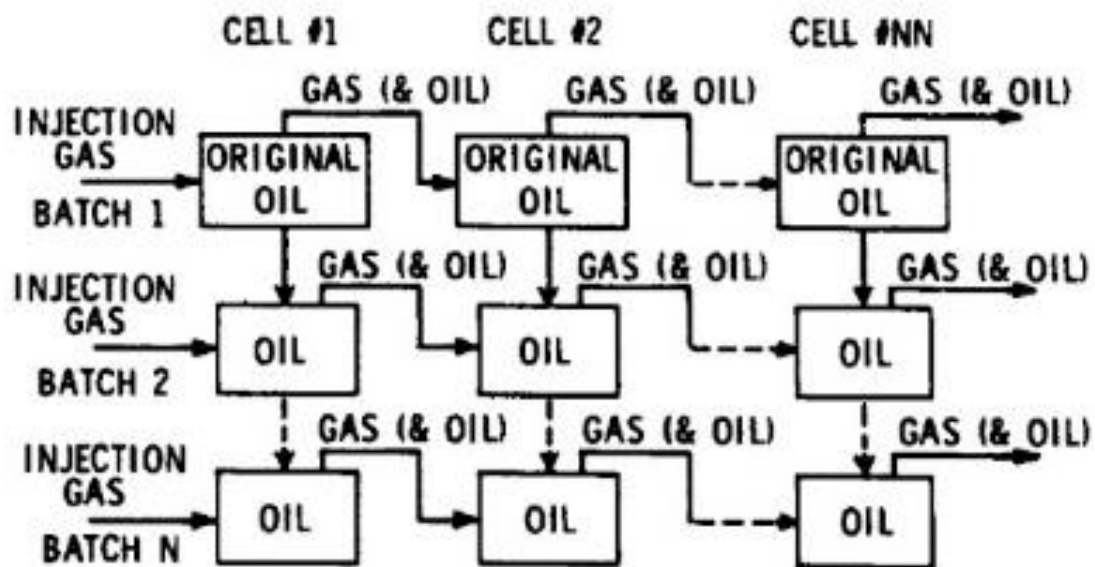 CELL #1 CELL #2 CELL #NN
GAS (& OIL) GAS (& OIL) GAS (& OIL)
INJECTION
GAS
BATCH 1
ORIGINAL
OIL
ORIGINAL
OIL
ORIGINAL
OIL
GAS (& OIL) GAS (& OIL) GAS (& OIL)
INJECTION
GAS
BATCH 2
OIL OIL OIL
GAS (& OIL) GAS (& OIL) GAS (& OIL)
INJECTION
GAS
BATCH N
OIL OIL OIL